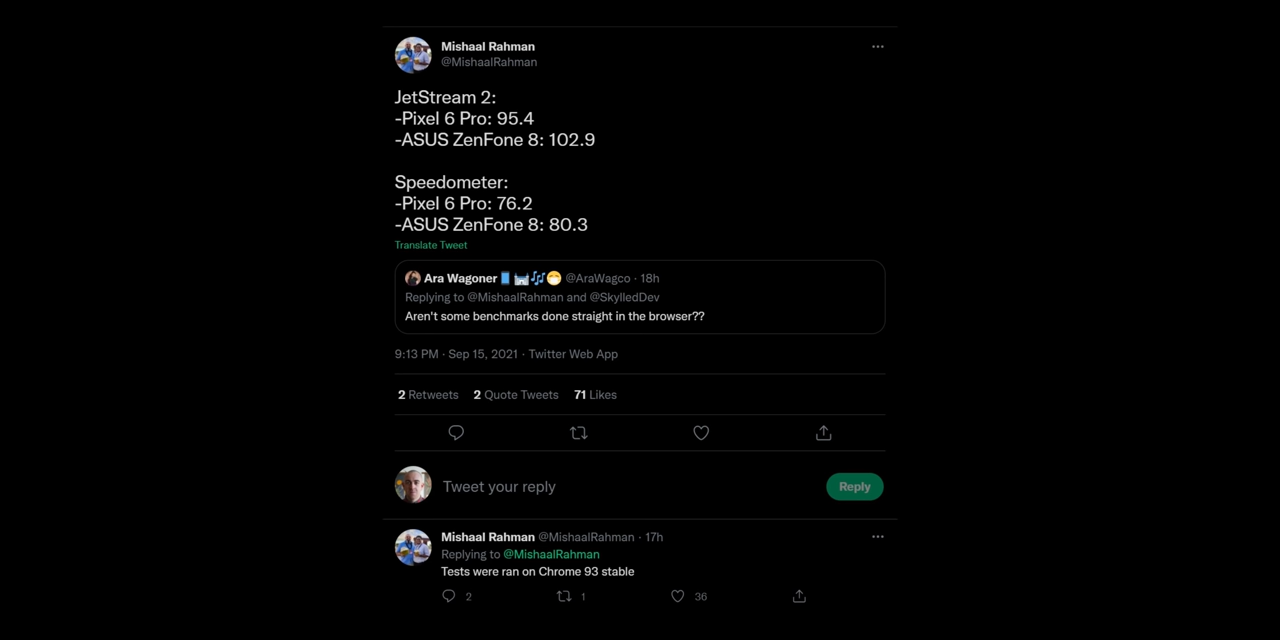 Mishaal Rahman
@MishaalRahman
JetStream 2:
-Pixel 6 Pro: 95.4
-ASUS ZenFone 8: 102.9
Speedometer:
-Pixel 6 Pro: 76.2
-ASUS ZenFone 8: 80.3
Translate Tweet
Ara Wagoner @AraWagco · 18h
Replying to @MishaalRahman and @SkylledDev
Aren't some benchmarks done straight in the browser??
9:13 PM · Sep 15, 2021 · Twitter Web App
2 Retweets 2 Quote Tweets 71 Likes
Tweet your reply Reply
Mishaal Rahman @MishaalRahman · 17h
Replying to @MishaalRahman
Tests were ran on Chrome 93 stable
2 1 36